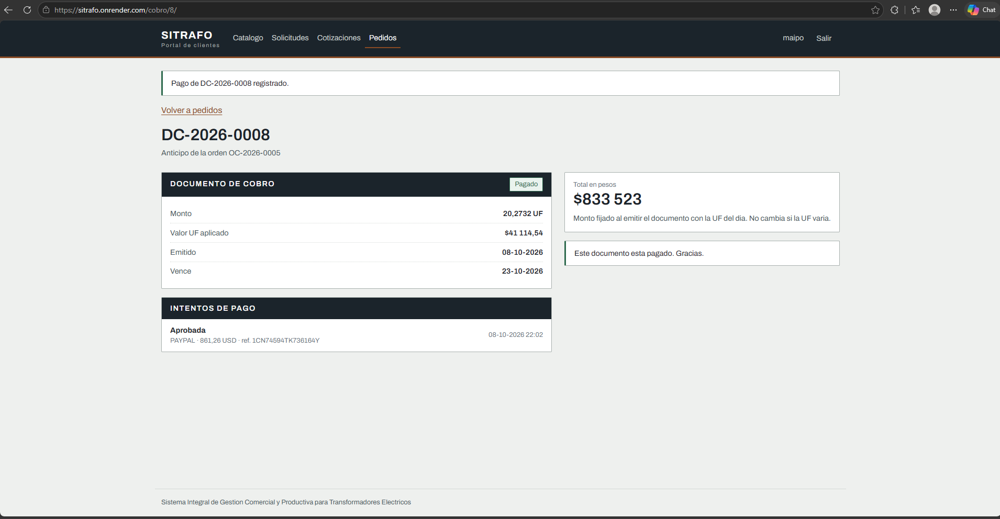 https://sitrafo.onrender.com/cobro/8/
Chat
SITRAFO
Portal de clientes
Catalogo Solicitudes Cotizaciones Pedidos
maipo Salir
Pago de DC-2026-0008 registrado.
Volver a pedidos
DC-2026-0008
Anticipo de la orden OC-2026-0005
DOCUMENTO DE COBRO Pagado
Monto 20,2732 UF
Valor UF aplicado $41 114,54
Emitido 08-10-2026
Vence 23-10-2026
Total en pesos
$833 523
Monto fijado al emitir el documento con la UF del dia. No cambia si la UF varia.
Este documento esta pagado. Gracias.
INTENTOS DE PAGO
Aprobada
PAYPAL · 861,26 USD · ref. 1CN74594TK736164Y
08-10-2026 22:02
Sistema Integral de Gestion Comercial y Productiva para Transformadores Electricos